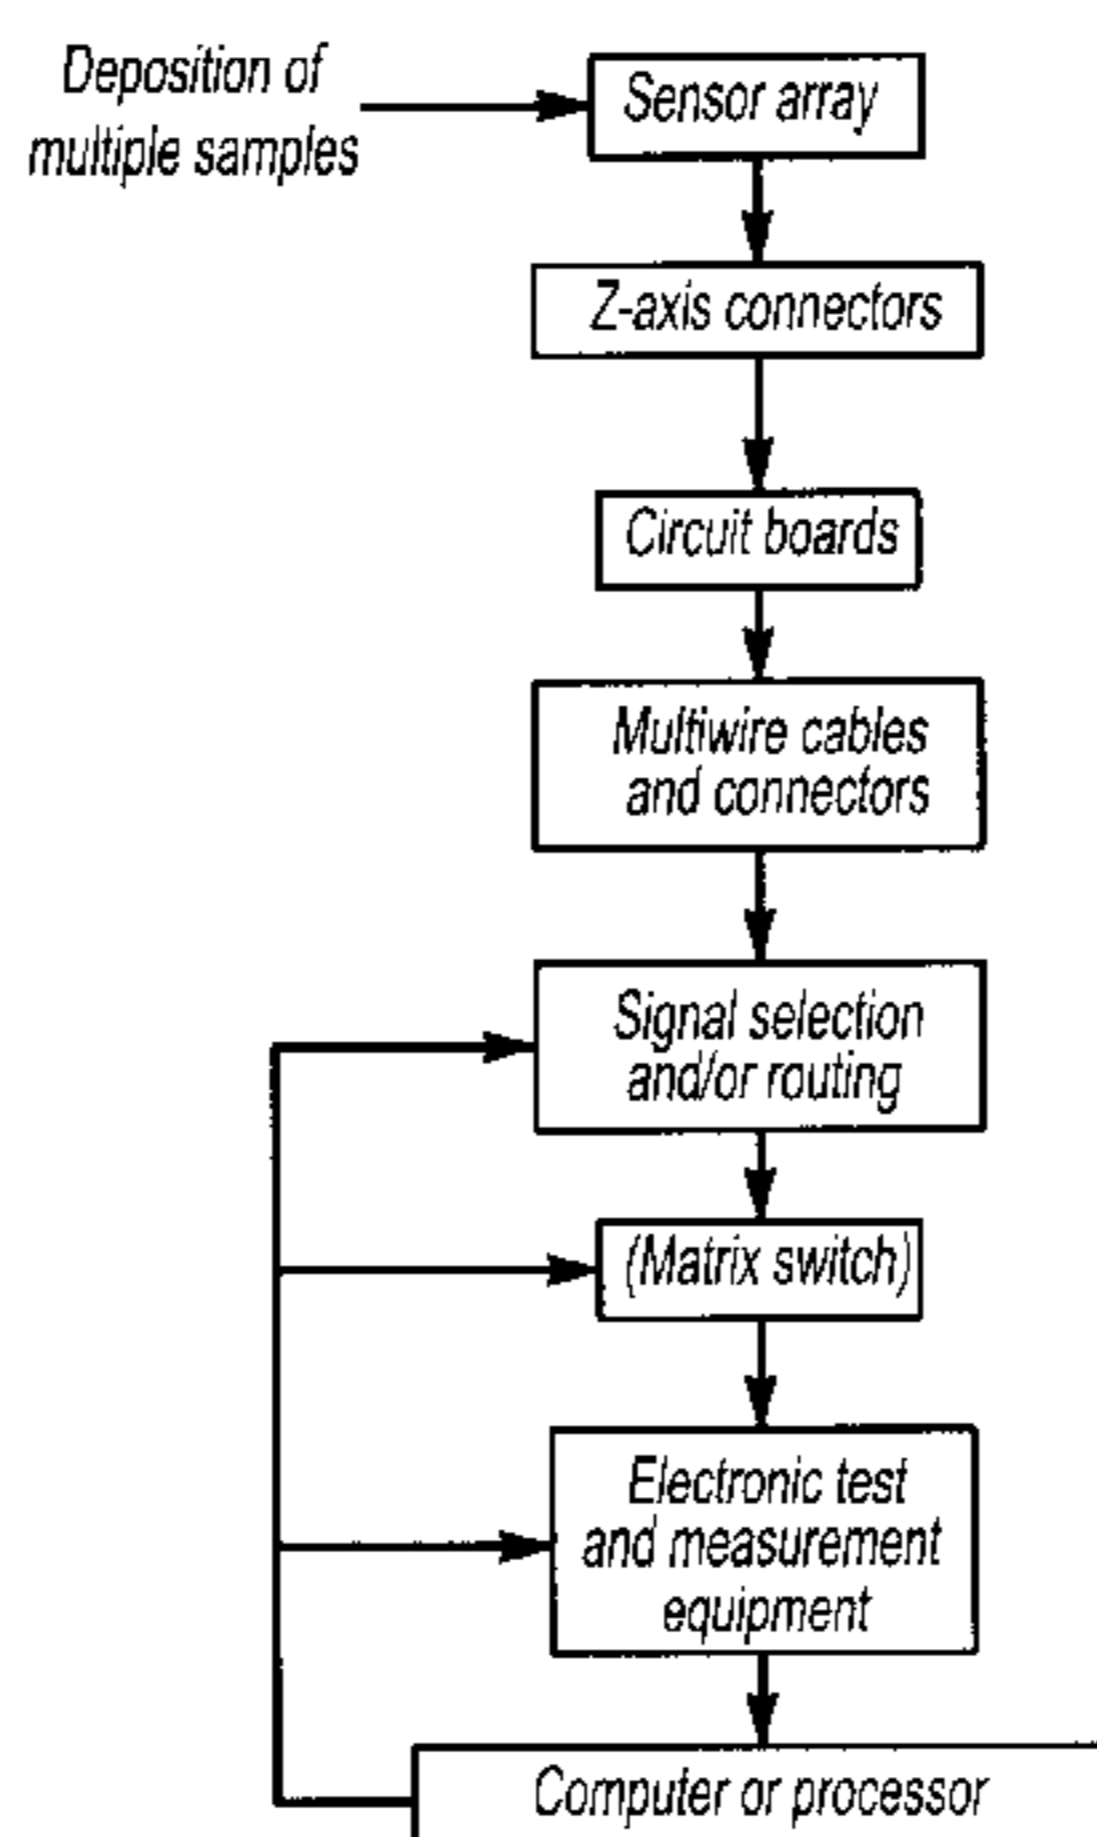 Deposition of
multiple samples
Sensor array
Z-axis connectors
Circuit boards
Multiwire cables
and connectors
Signal selection
and/or routing
(Matrix switch)
Electronic test
and measurement
equipment
Computer or processor